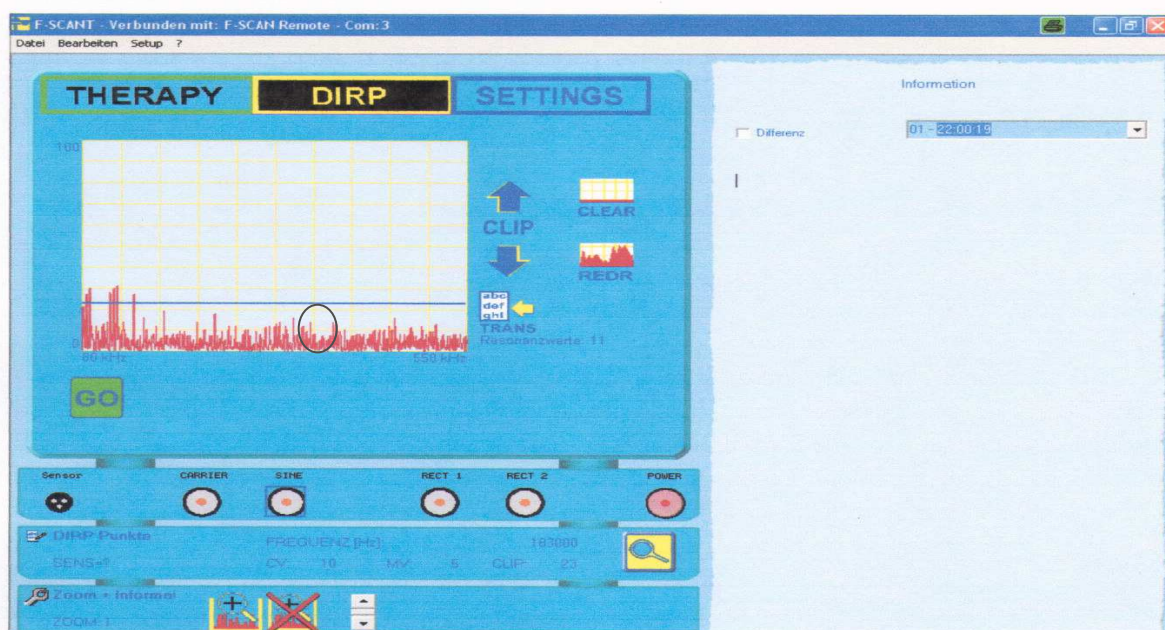 F-SCANT - Verbunden mit: F-SCAN Remote - Com:3
Datei Bearbeiten Setup ?
THERAPY DIRP SETTINGS
Information
Differenz 01 - 22:00:19
100
CLIP CLEAR
REDR
abc
def
ghi
TRANS
Resonanzwerte: 11
0
80 kHz 550 kHz
GO
Sensor CARRIER SINE RECT 1 RECT 2 POWER
DIRP Punkte FREQUENZ [Hz]: 183000
CV: 10 MV: 5 CLIP: 23
Zoom + Informal
ZOOM: 1